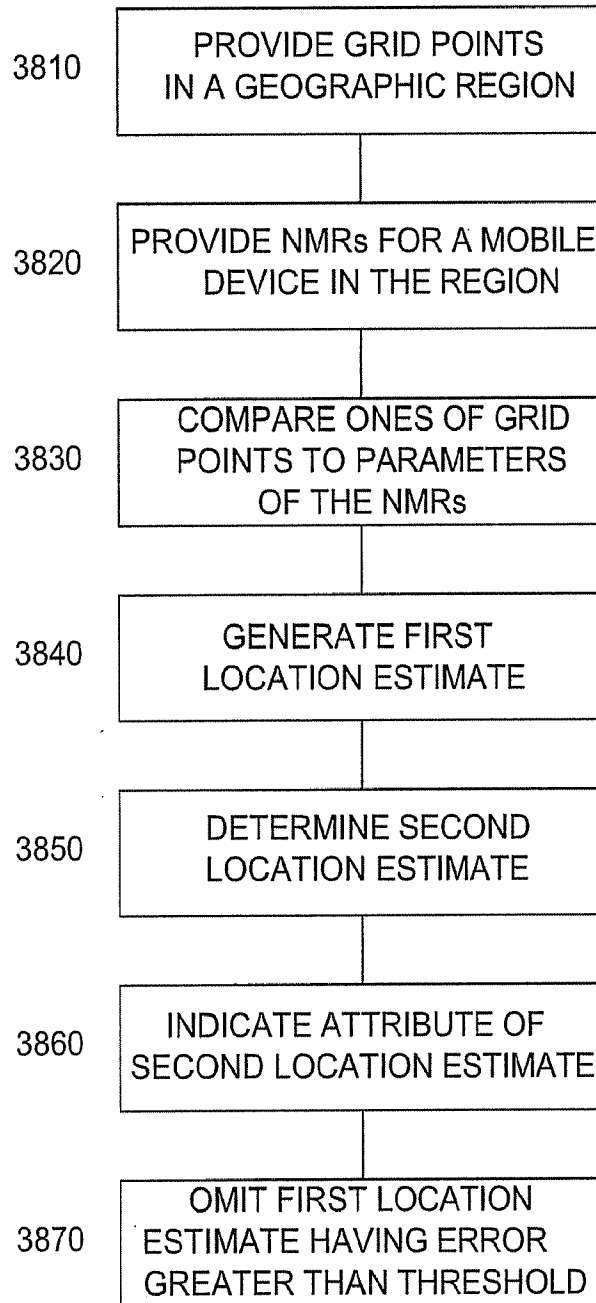 3810
PROVIDE GRID POINTS
IN A GEOGRAPHIC REGION
3820
PROVIDE NMRs FOR A MOBILE
DEVICE IN THE REGION
3830
COMPARE ONES OF GRID
POINTS TO PARAMETERS
OF THE NMRs
3840
GENERATE FIRST
LOCATION ESTIMATE
3850
DETERMINE SECOND
LOCATION ESTIMATE
3860
INDICATE ATTRIBUTE OF
SECOND LOCATION ESTIMATE
3870
OMIT FIRST LOCATION
ESTIMATE HAVING ERROR
GREATER THAN THRESHOLD